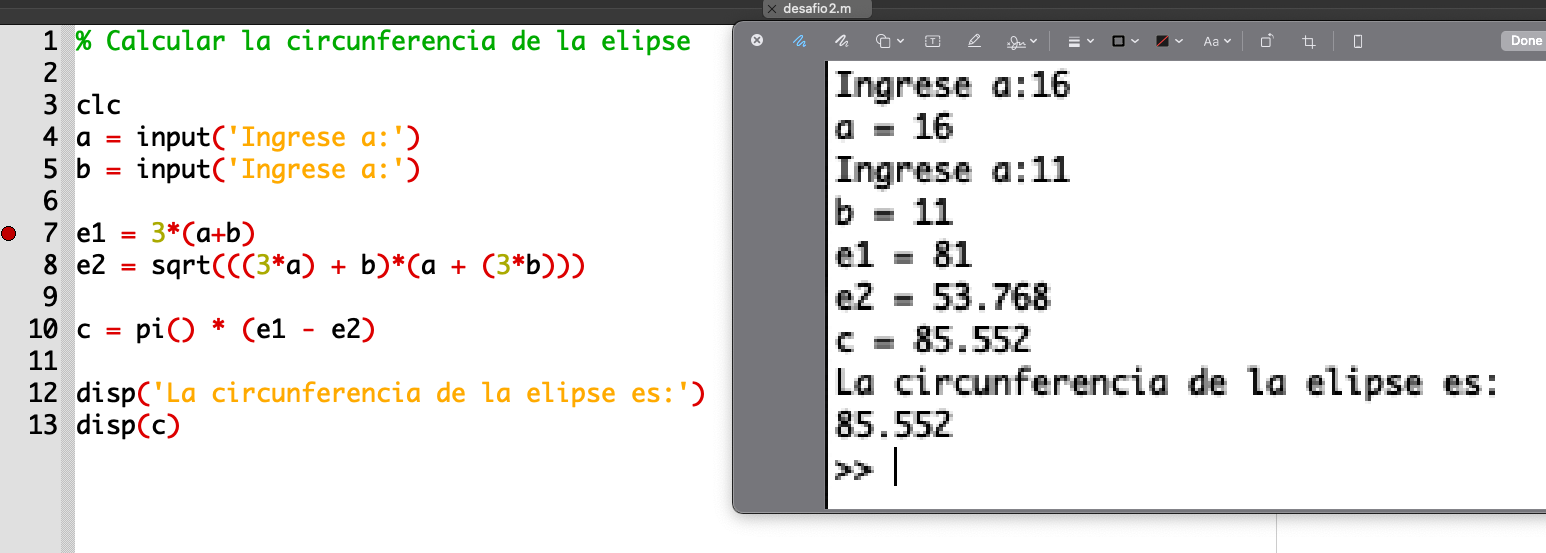 desafio2.m
1 % Calcular la circunferencia de la elipse
2
3 clc
4 a = input('Ingrese a:')
5 b = input('Ingrese a:')
6
7 e1 = 3*(a+b)
8 e2 = sqrt(((3*a) + b)*(a + (3*b)))
9
10 c = pi() * (e1 - e2)
11
12 disp('La circunferencia de la elipse es:')
13 disp(c)
T
Aa
Done
Ingrese a:16
a = 16
Ingrese a:11
b = 11
e1 = 81
e2 = 53.768
c = 85.552
La circunferencia de la elipse es:
85.552
>>